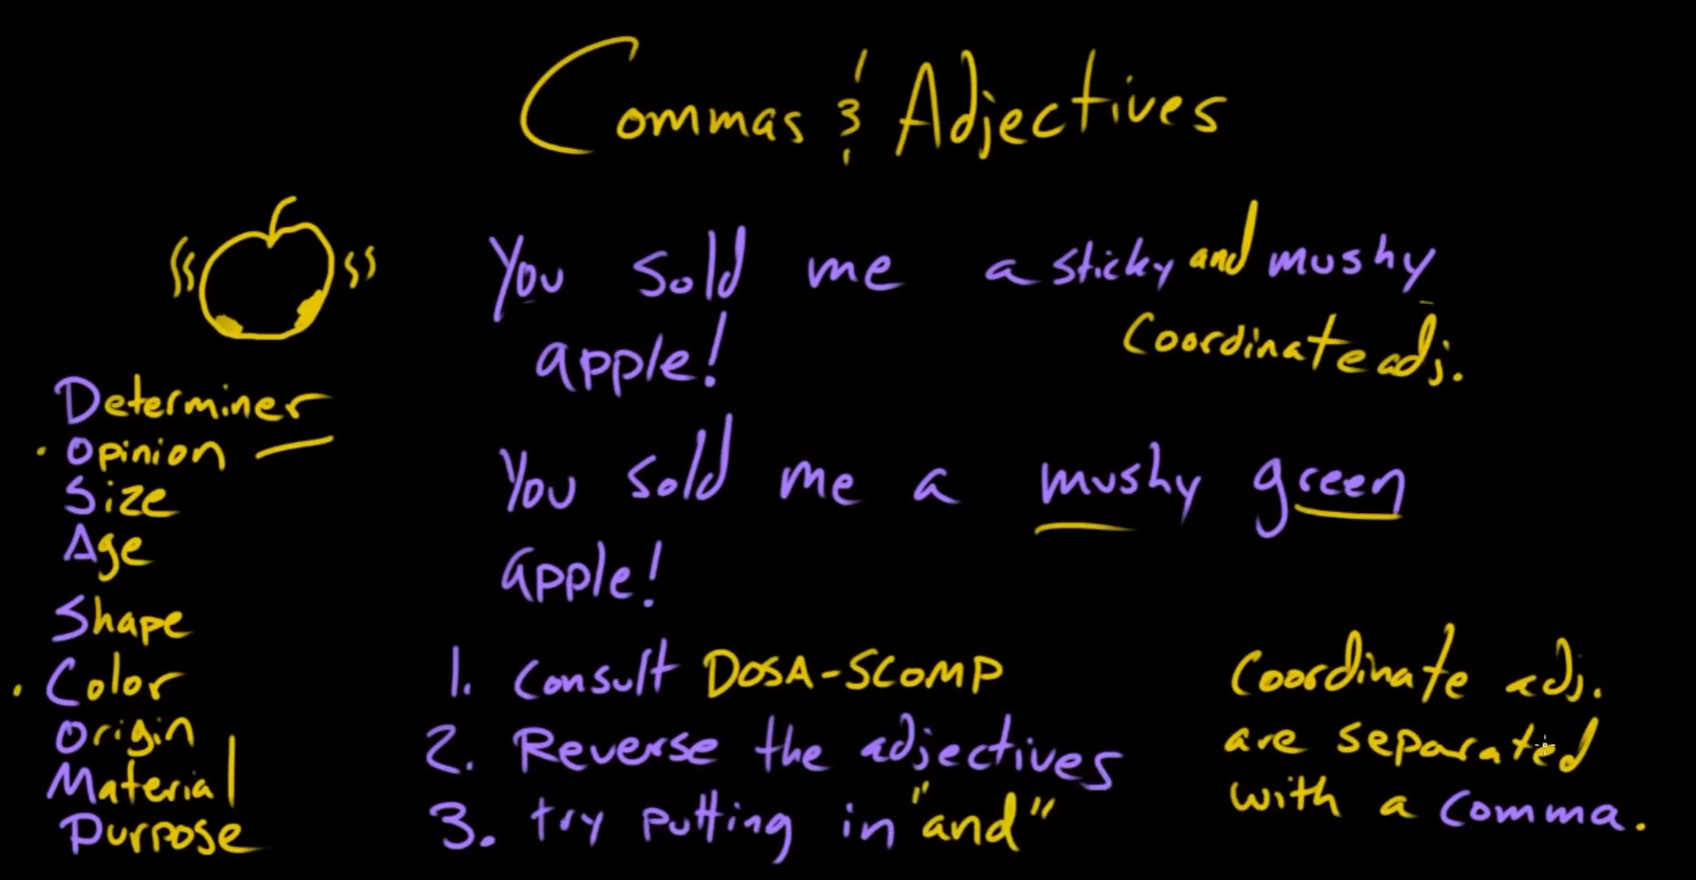 Commas & Adjectives
You sold me a sticky and mushy
apple!
Coordinate adj.
You sold me a mushy green
apple!
Determiner
Opinion
Size
Age
Shape
Color
Origin
Material
Purpose
1. Consult DOSA-SCOMP
2. Reverse the adjectives
3. try putting in "and"
Coordinate adj.
are separated
with a comma.